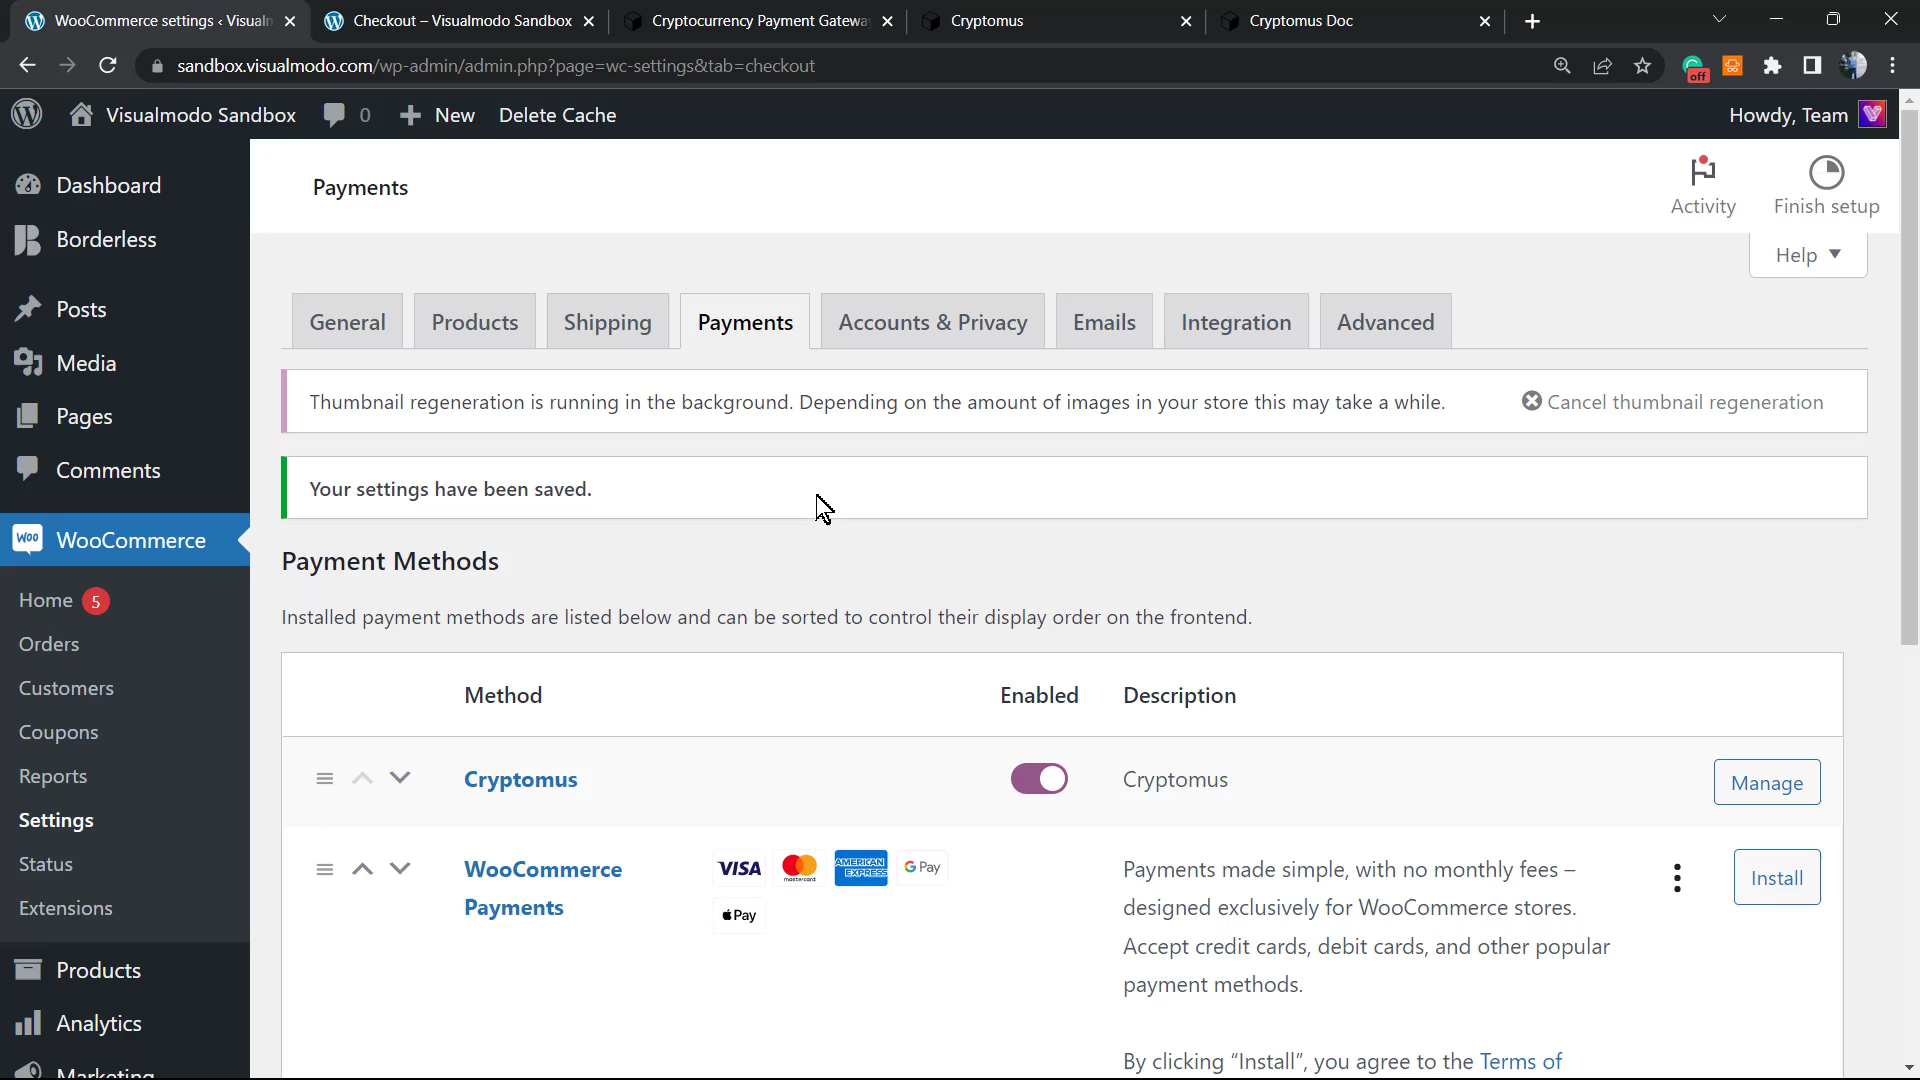 WooCommerce settings ‹ Visualn
Checkout – Visualmodo Sandbox
Cryptocurrency Payment Gatewa
Cryptomus
Cryptomus Doc
sandbox.visualmodo.com/wp-admin/admin.php?page=wc-settings&tab=checkout
off
Visualmodo Sandbox
0
New
Delete Cache
Howdy, Team
Dashboard
Borderless
Posts
Media
Pages
Comments
WOO
WooCommerce
Home 5
Orders
Customers
Coupons
Reports
Settings
Status
Extensions
Products
Analytics
Marketing
Payments
Activity
Finish setup
Help
General
Products
Shipping
Payments
Accounts & Privacy
Emails
Integration
Advanced
Thumbnail regeneration is running in the background. Depending on the amount of images in your store this may take a while.
Cancel thumbnail regeneration
Your settings have been saved.
Payment Methods
Installed payment methods are listed below and can be sorted to control their display order on the frontend.
Method
Enabled
Description
Cryptomus
Cryptomus
Manage
WooCommerce
Payments
VISA
mastercard
AMERICAN
EXPRESS
G Pay
Pay
Payments made simple, with no monthly fees –
designed exclusively for WooCommerce stores.
Accept credit cards, debit cards, and other popular
payment methods.
By clicking “Install”, you agree to the Terms of
Install